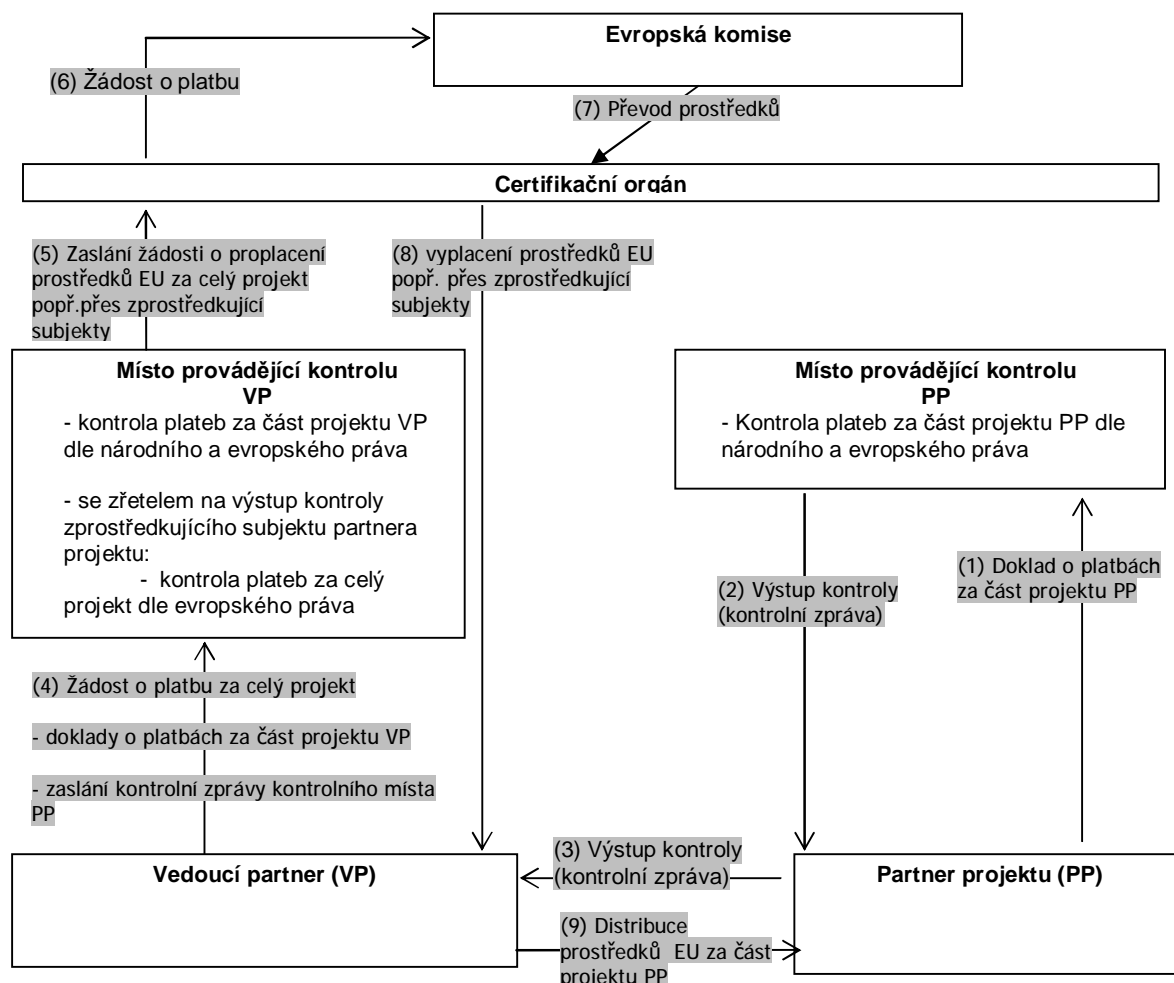 Evropská komise
(6) Žádost o platbu
(7) Převod prostředků
Certifikační orgán
(5) Zaslání žádosti o proplacení
prostředků EU za celý projekt
popř.přes zprostředkující
subjekty
(8) vyplacení prostředků EU
popř. přes zprostředkující
subjekty
Místo provádějící kontrolu
VP
- kontrola plateb za část projektu VP
dle národního a evropského práva
- se zřetelem na výstup kontroly
zprostředkujícího subjektu partnera
projektu:
- kontrola plateb za celý
projekt dle evropského práva
Místo provádějící kontrolu
PP
- Kontrola plateb za část projektu PP dle
národního a evropského práva
(1) Doklad o platbách
za část projektu PP
(2) Výstup kontroly
(kontrolní zpráva)
(4) Žádost o platbu za celý projekt
- doklady o platbách za část projektu VP
- zaslání kontrolní zprávy kontrolního místa
PP
(3) Výstup kontroly
(kontrolní zpráva)
Vedoucí partner (VP)
Partner projektu (PP)
(9) Distribuce
prostředků EU za část
projektu PP